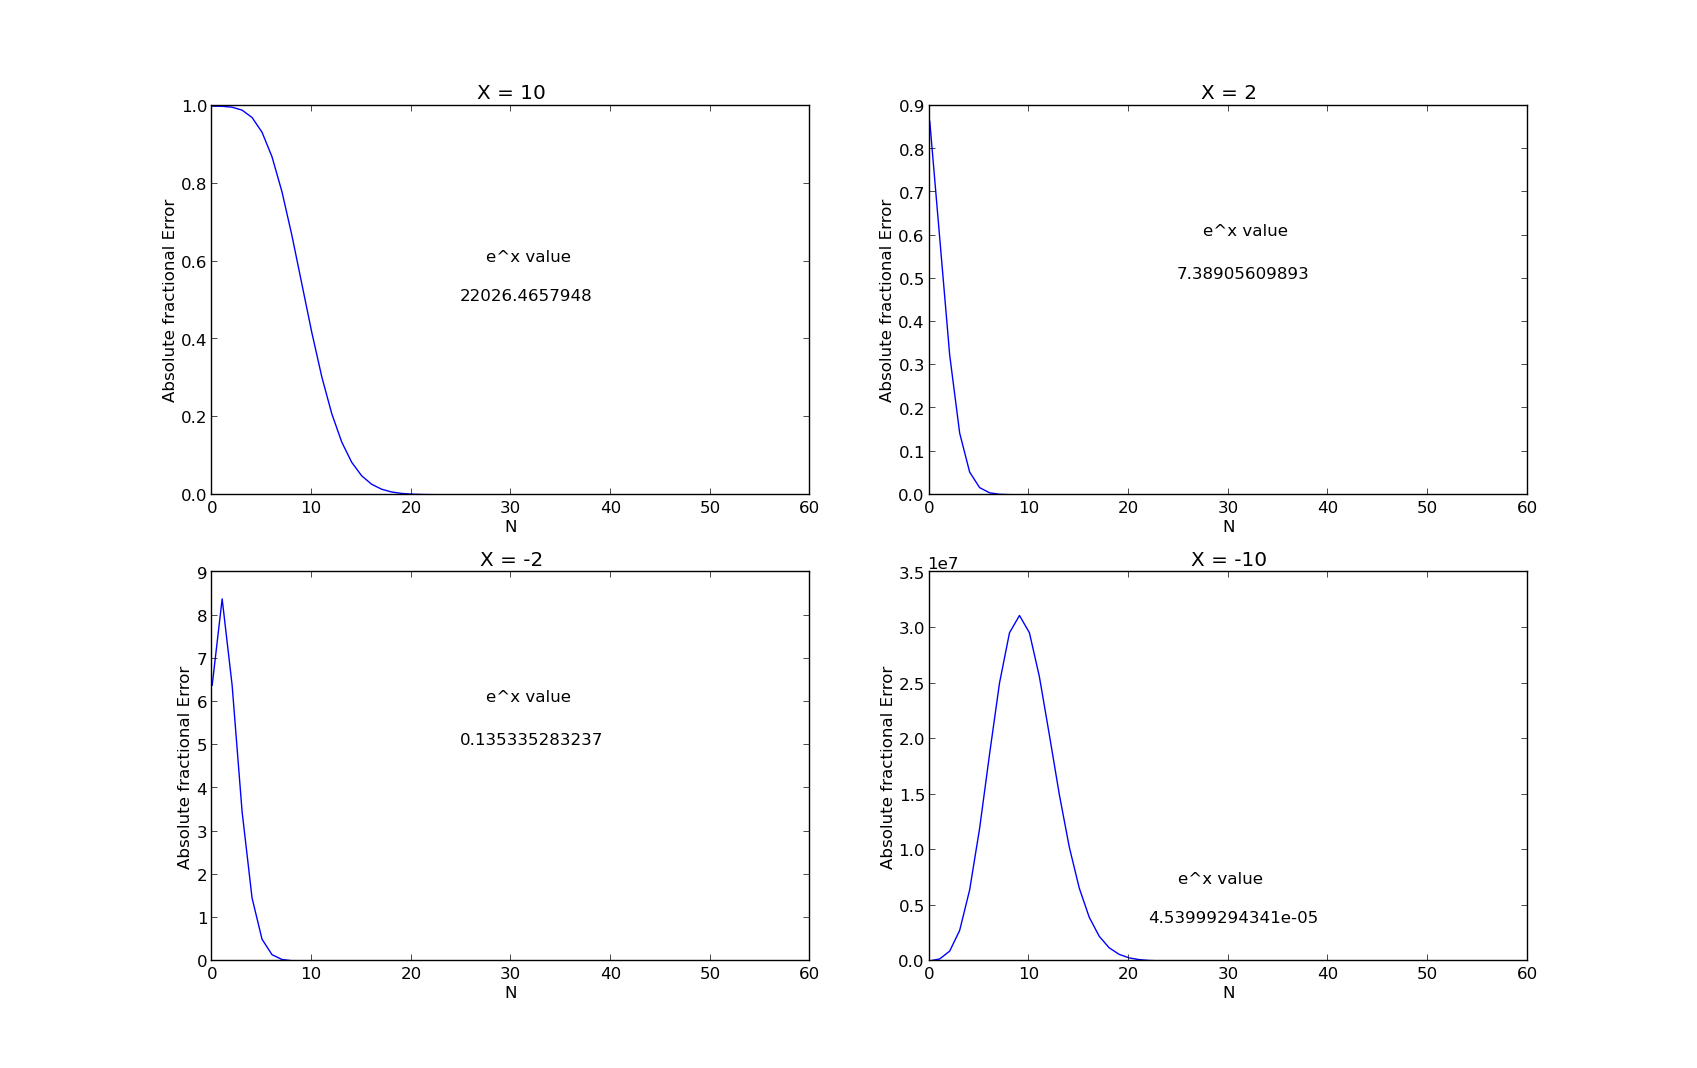 X = 10
1.0
0.8
0.6
0.4
0.2
0.0
Absolute fractional Error
e^x value
22026.4657948
0 10 20 30 40 50 60
N
X = 2
0.9
0.8
0.7
0.6
0.5
0.4
0.3
0.2
0.1
0.0
Absolute fractional Error
e^x value
7.38905609893
0 10 20 30 40 50 60
N
X = -2
9
8
7
6
5
4
3
2
1
0
Absolute fractional Error
e^x value
0.135335283237
0 10 20 30 40 50 60
N
X = -10
1e7
3.5
3.0
2.5
2.0
1.5
1.0
0.5
0.0
Absolute fractional Error
e^x value
4.53999294341e-05
0 10 20 30 40 50 60
N